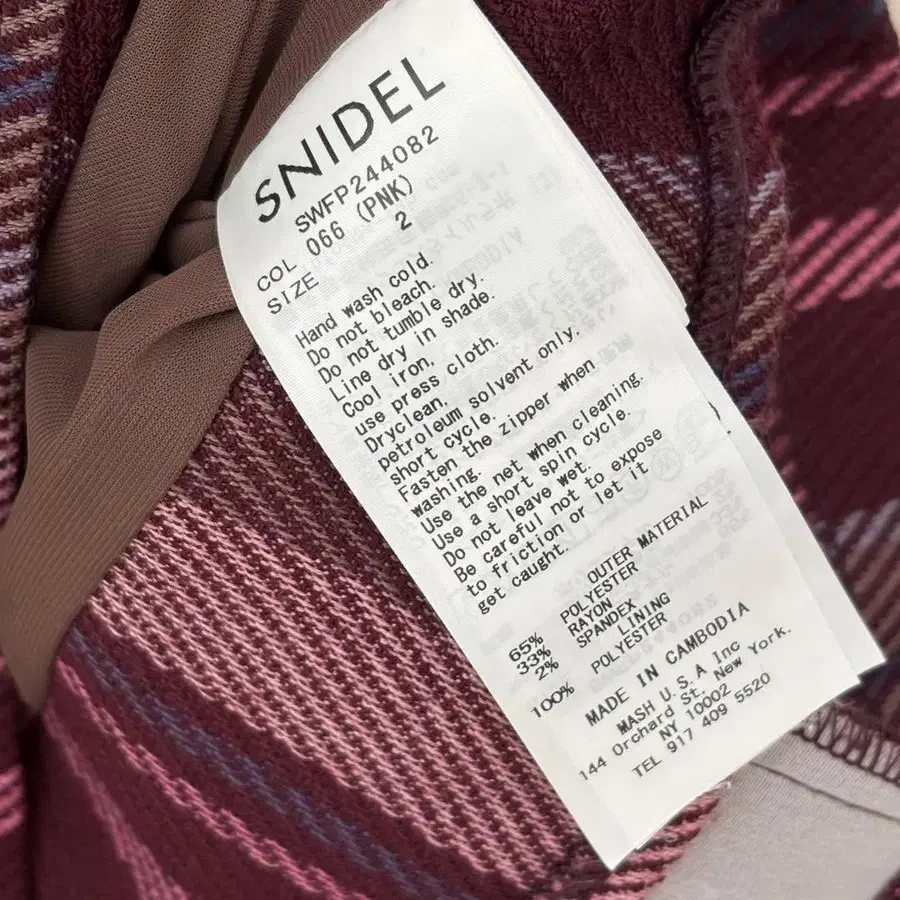 SNIDEL
SWFP244082
COL 066 (PNK)
SIZE 2
Hand wash cold.
Do not bleach.
Do not tumble dry.
Line dry in shade.
Cool iron,
use press cloth.
Dryclean,
petroleum solvent only.
short cycle.
Fasten the zipper when
washing.
Use the net when cleaning.
Use a short spin cycle.
Do not leave wet.
Be careful not to expose
to friction or let it
get caught.
OUTER MATERIAL
65% POLYESTER
33% RAYON
2% SPANDEX
LINING
100% POLYESTER
MADE IN CAMBODIA
MASH U.S.A Inc
144 Orchard St. New York.
NY 10002
TEL 917 409 5520